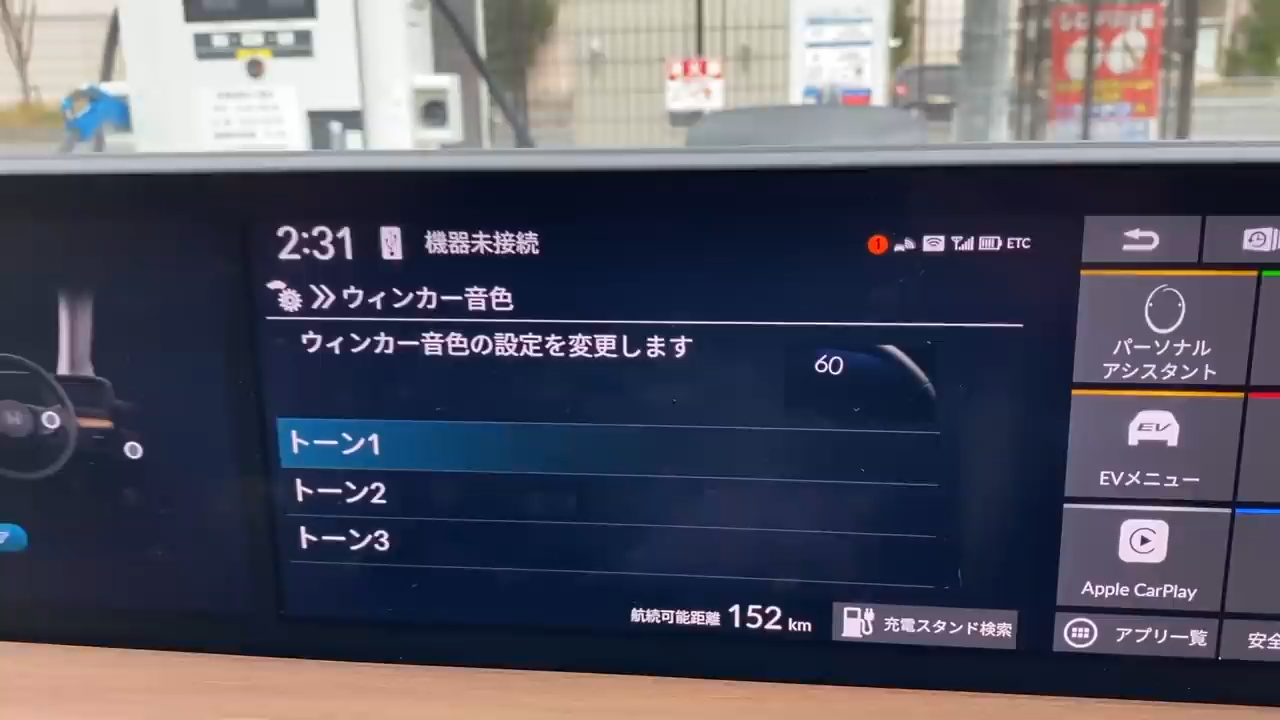 2:31 機器未接続
1 ETC
ウィンカー音色
ウィンカー音色の設定を変更します
60
トーン1
トーン2
トーン3
航続可能距離 152 km
充電スタンド検索
パーソナル
アシスタント
EV
EVメニュー
Apple CarPlay
アプリ一覧
安全